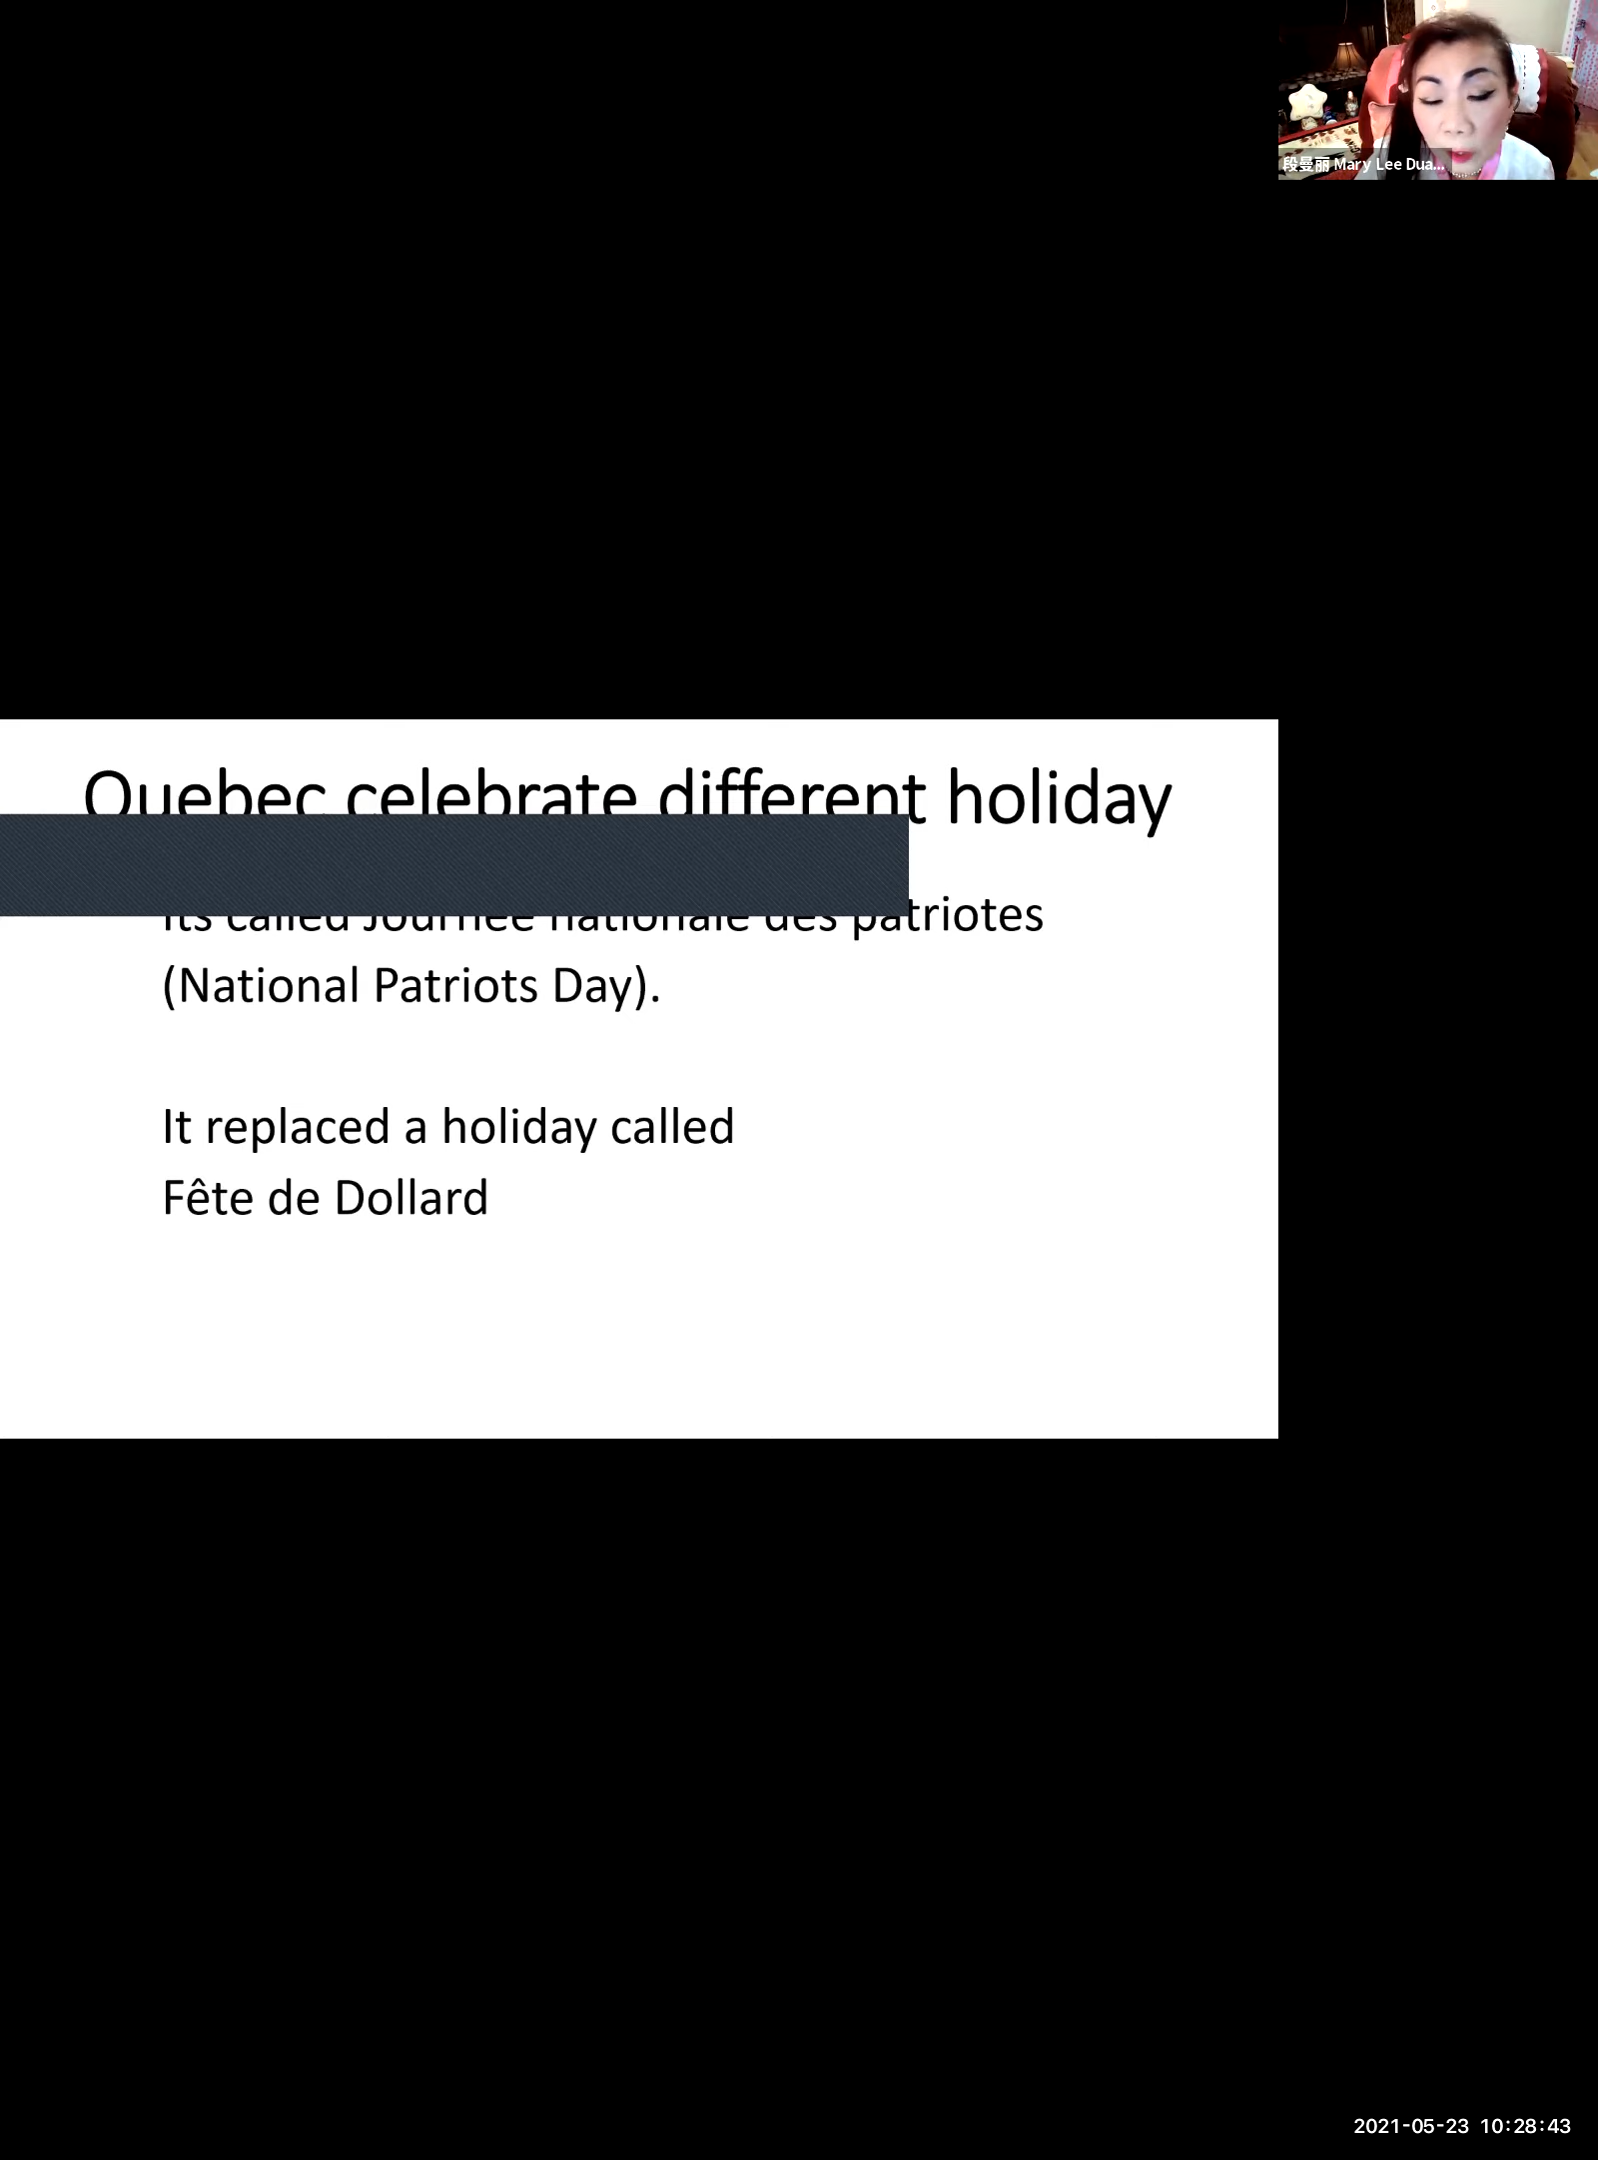 段曼丽 Mary Lee Dua...
Quebec celebrate different holiday
Its called Journée nationale des patriotes
(National Patriots Day).
It replaced a holiday called
Fête de Dollard
2021-05-23 10:28:43